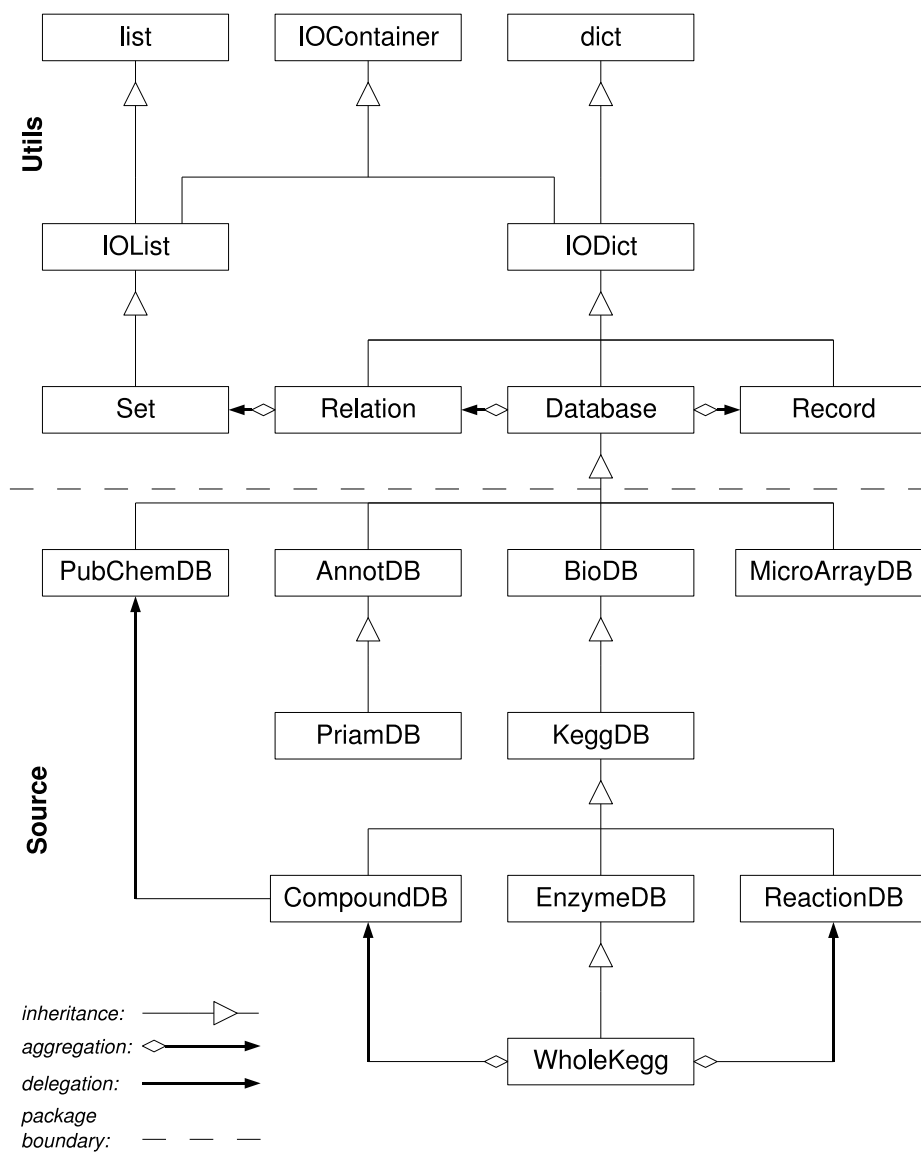 list
IOContainer
dict
Utils
IOList
IODict
Set
Relation
Database
Record
PubChemDB
AnnotDB
BioDB
MicroArrayDB
PriamDB
KeggDB
Source
CompoundDB
EnzymeDB
ReactionDB
WholeKegg
inheritance:
aggregation:
delegation:
package
boundary: